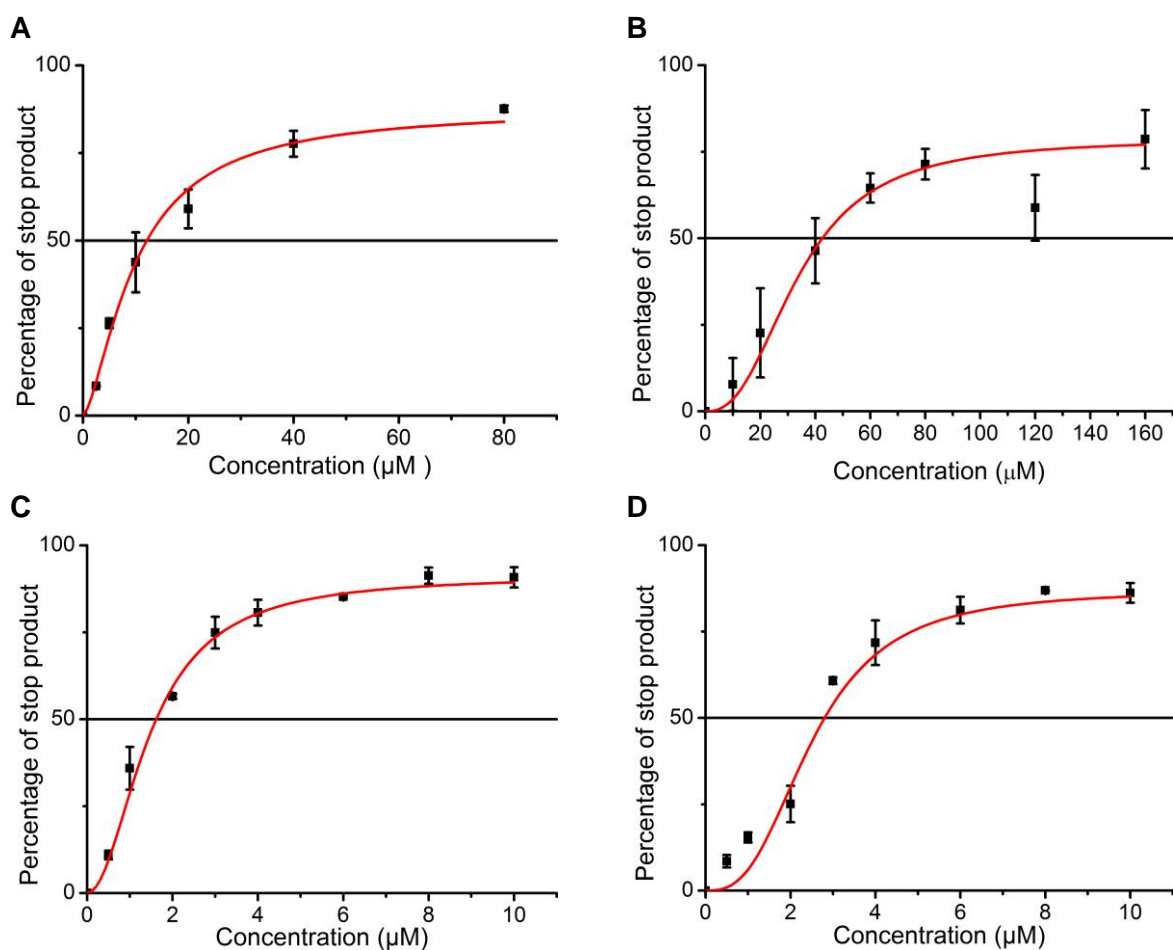 A
100
50
0
Percentage of stop product
0 20 40 60 80
Concentration (µM )
B
100
50
0
Percentage of stop product
0 20 40 60 80 100 120 140 160
Concentration (μM)
C
100
50
0
Percentage of stop product
0 2 4 6 8 10
Concentration (µM)
D
100
50
0
Percentage of stop product
0 2 4 6 8 10
Concentration (µM)